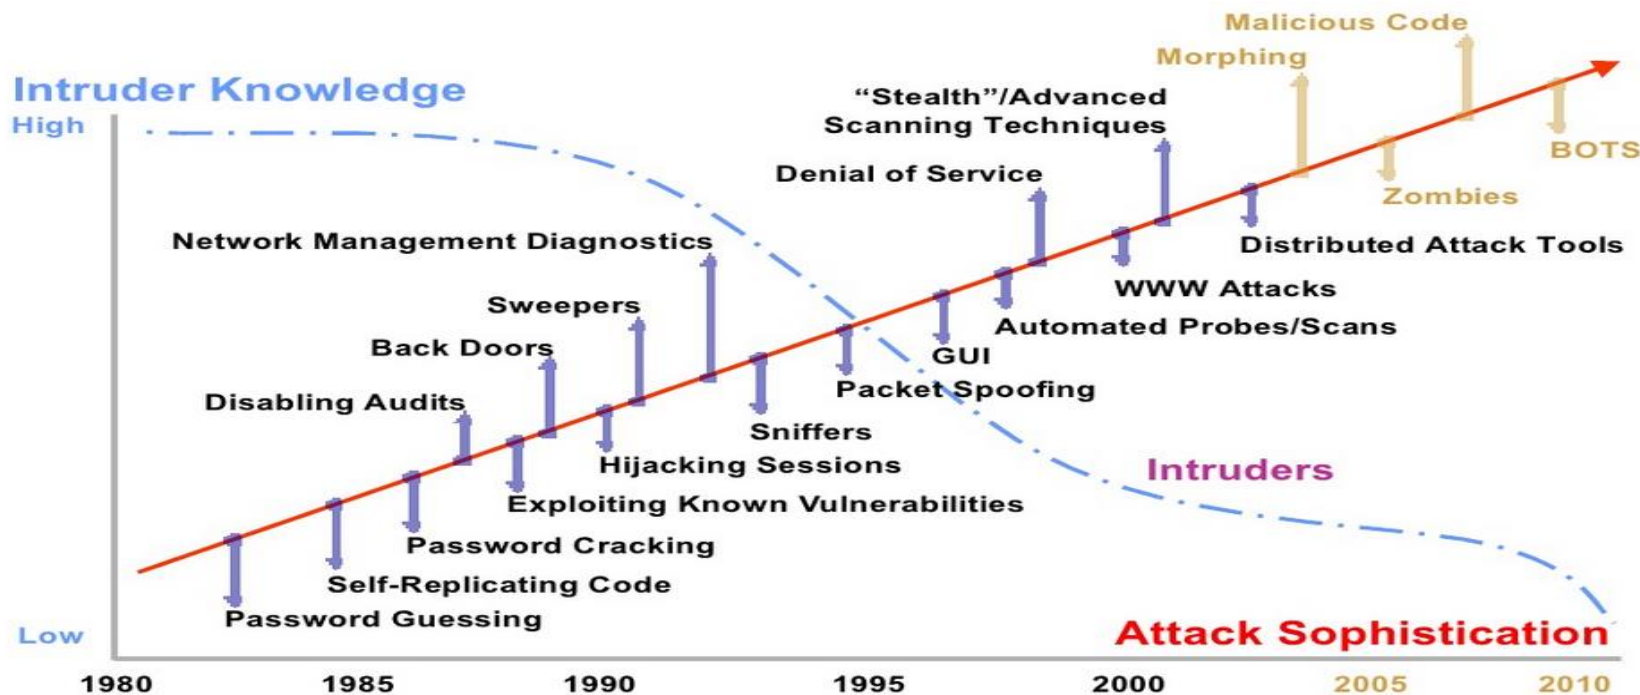 Malicious Code
Morphing
Intruder Knowledge
High
“Stealth”/Advanced
Scanning Techniques
BOTS
Denial of Service
Zombies
Network Management Diagnostics
Distributed Attack Tools
WWW Attacks
Sweepers
Automated Probes/Scans
Back Doors
GUI
Packet Spoofing
Disabling Audits
Sniffers
Hijacking Sessions
Intruders
Exploiting Known Vulnerabilities
Password Cracking
Self-Replicating Code
Password Guessing
Low
Attack Sophistication
1980 1985 1990 1995 2000 2005 2010